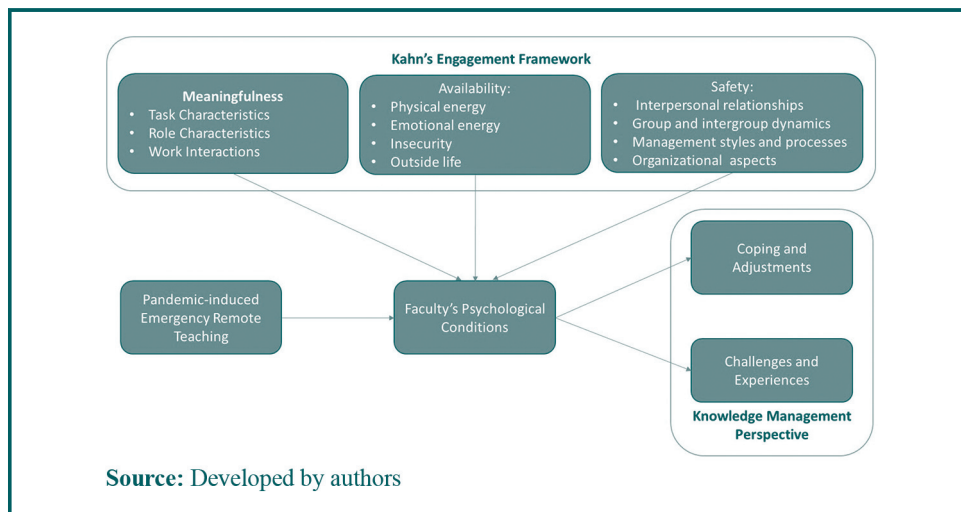 Kahn's Engagement Framework
Meaningfulness
• Task Characteristics
• Role Characteristics
• Work Interactions
Availability:
• Physical energy
• Emotional energy
• Insecurity
• Outside life
Safety:
• Interpersonal relationships
• Group and intergroup dynamics
• Management styles and processes
• Organizational aspects
Pandemic-induced
Emergency Remote
Teaching
Faculty's Psychological
Conditions
Coping and
Adjustments
Challenges and
Experiences
Knowledge Management
Perspective
Source: Developed by authors